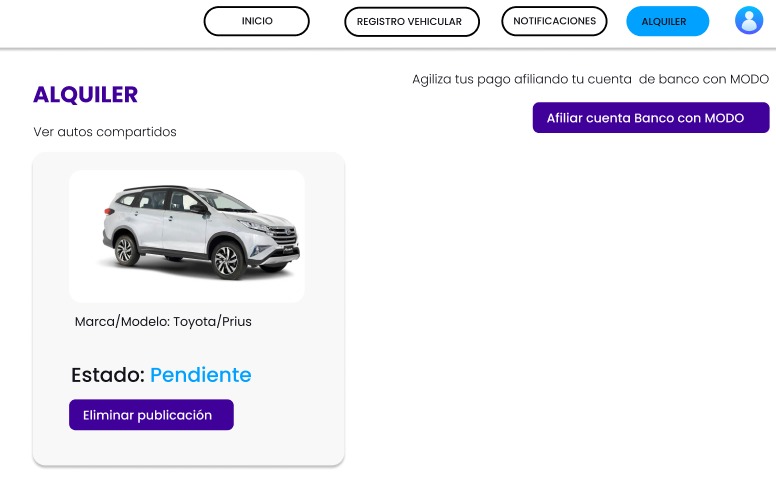 INICIO
REGISTRO VEHICULAR
NOTIFICACIONES
ALQUILER
Agiliza tus pago afiliando tu cuenta de banco con MODO
ALQUILER
Afiliar cuenta Banco con MODO
Ver autos compartidos
Marca/Modelo: Toyota/Prius
Estado: Pendiente
Eliminar publicación